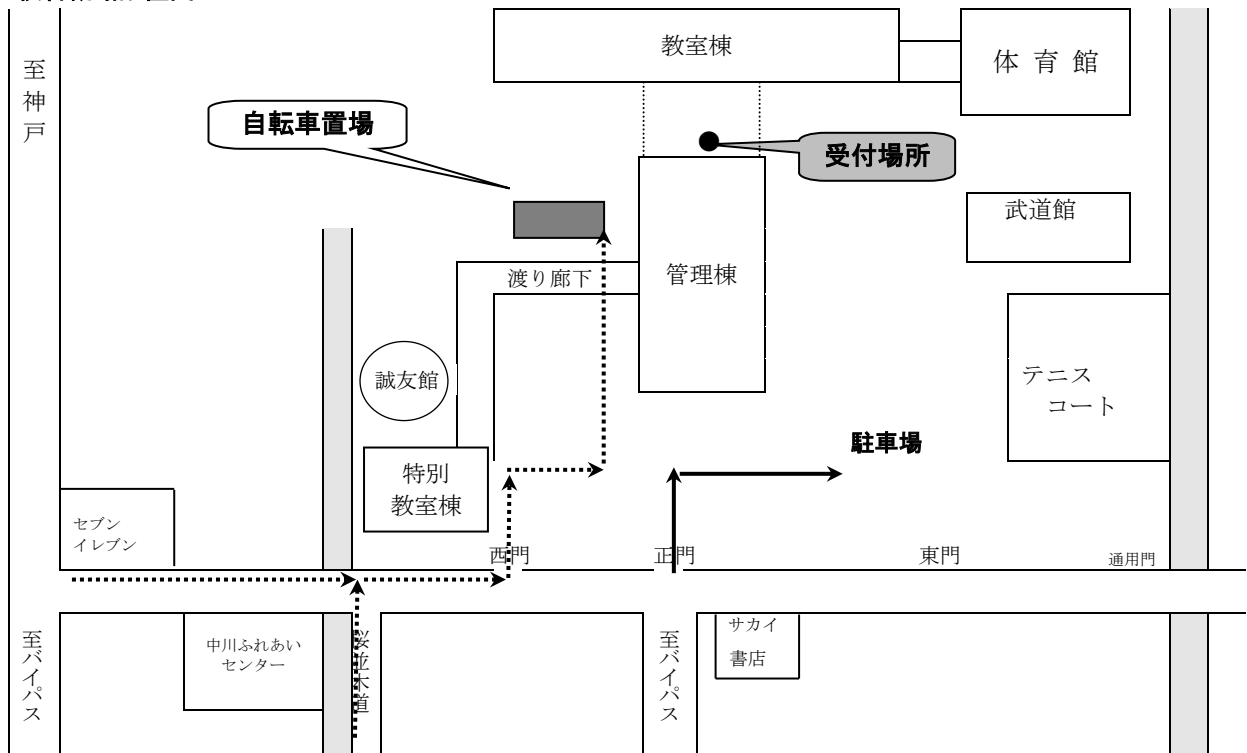 教室棟
体 育 館
至神戸
自転車置場
受付場所
武道館
渡り廊下
管理棟
誠友館
テニス
コート
駐車場
特別
教室棟
セブン
イレブン
西門
正門
東門
通用門
至バイパス
中川ふれあい
センター
桜並木道
至バイパス
サカイ
書店